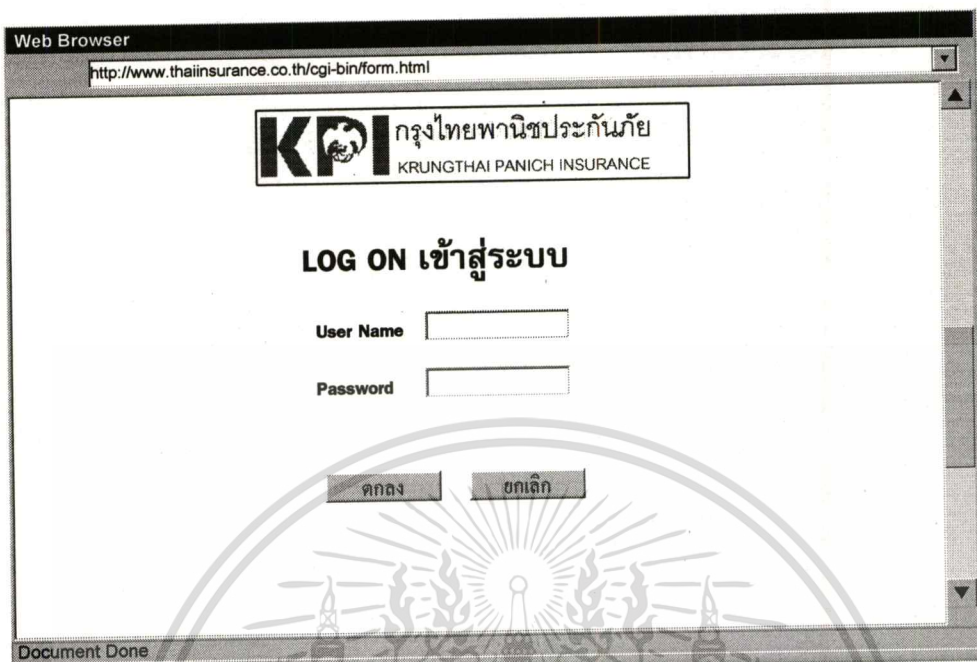 Web Browser
http://www.thaiinsurance.co.th/cgi-bin/form.html
KPI กรุงไทยพานิชประกันภัย
KRUNGTHAI PANICH INSURANCE
LOG ON เข้าสู่ระบบ
User Name
Password
ตกลง ยกเลิก
Document Done